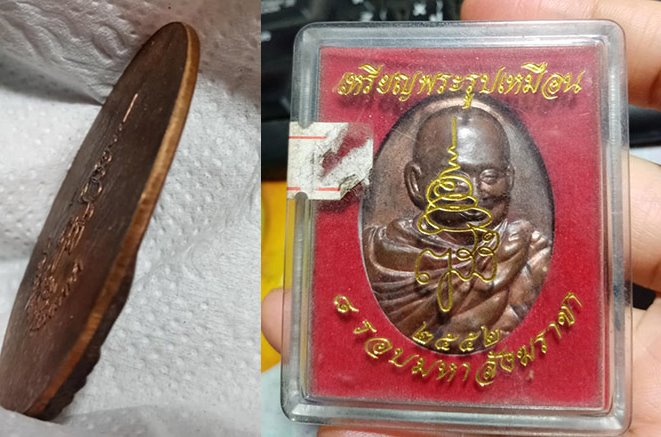 เหรียญพระรูปเหมือน
๒๕๕๒
๘ รอบมหาสังฆราชา